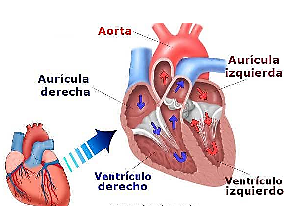 Aorta
Aurícula
izquierda
Aurícula
derecha
Ventrículo
derecho
Ventrículo
izquierdo